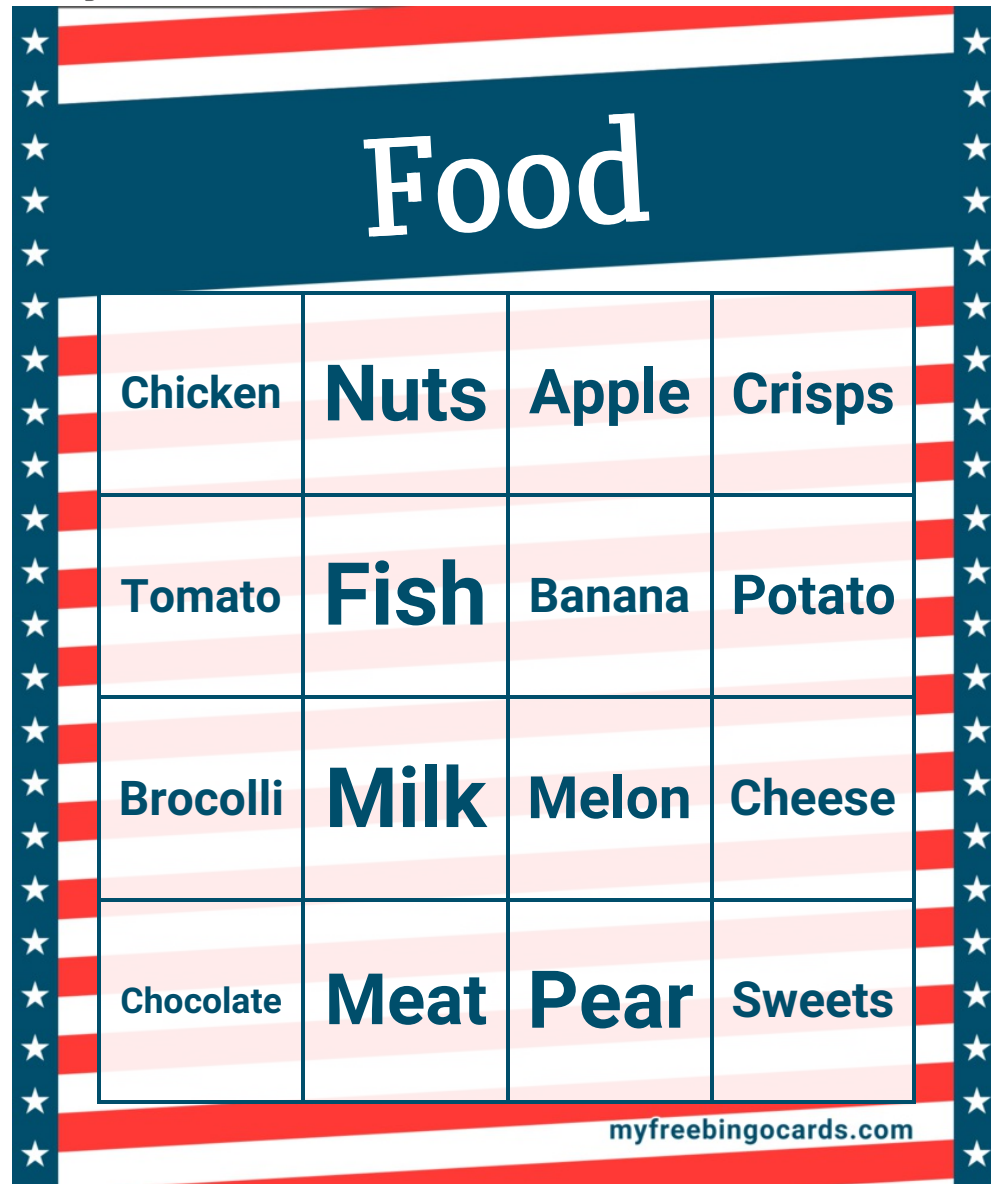 Food
Chicken Nuts Apple Crisps
Tomato Fish Banana Potato
Brocolli Milk Melon Cheese
Chocolate Meat Pear Sweets
myfreebingocards.com